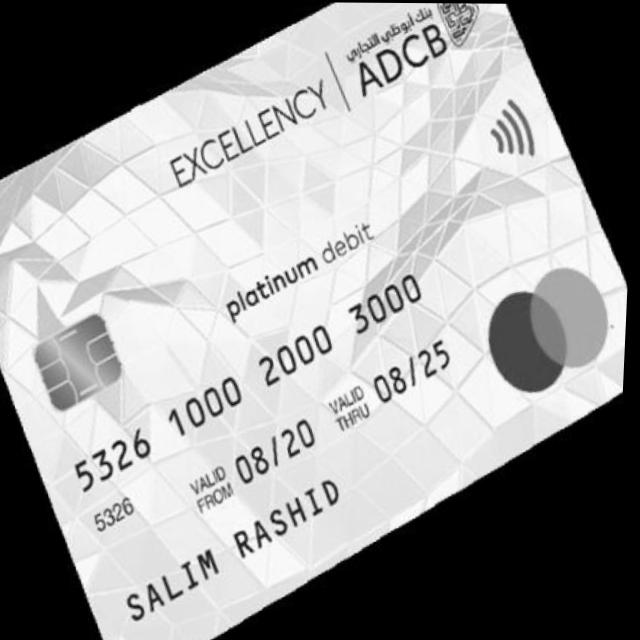 EXCELLENCY
بنك أبوظبي التجاري
ADCB
platinum debit
5326 1000 2000 3000
5326
VALID FROM 08/20
VALID THRU 08/25
SALIM RASHID